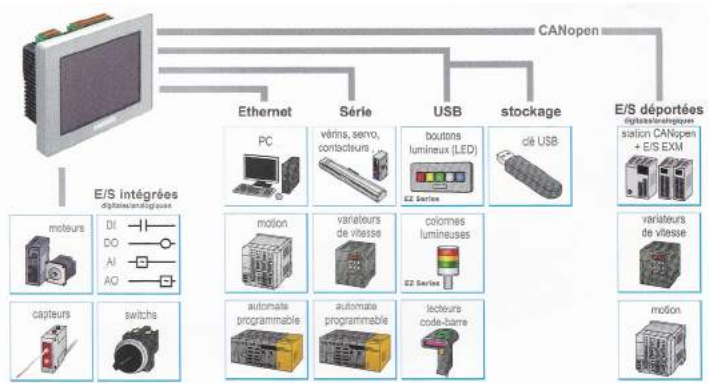 CANopen
Ethernet
Série
USB
stockage
E/S déportées
digitales/analogiques
PC
vérins, servo,
contacteurs
boutons
lumineux (LED)
EZ Series
clé USB
station CANopen
+ E/S EXM
E/S intégrées
digitales/analogiques
moteurs
DI
DO
AI
AO
motion
variateurs
de vitesse
colonnes
lumineuses
EZ Series
variateurs
de vitesse
capteurs
switchs
automate
programmable
automate
programmable
lecteurs
code-barre
motion